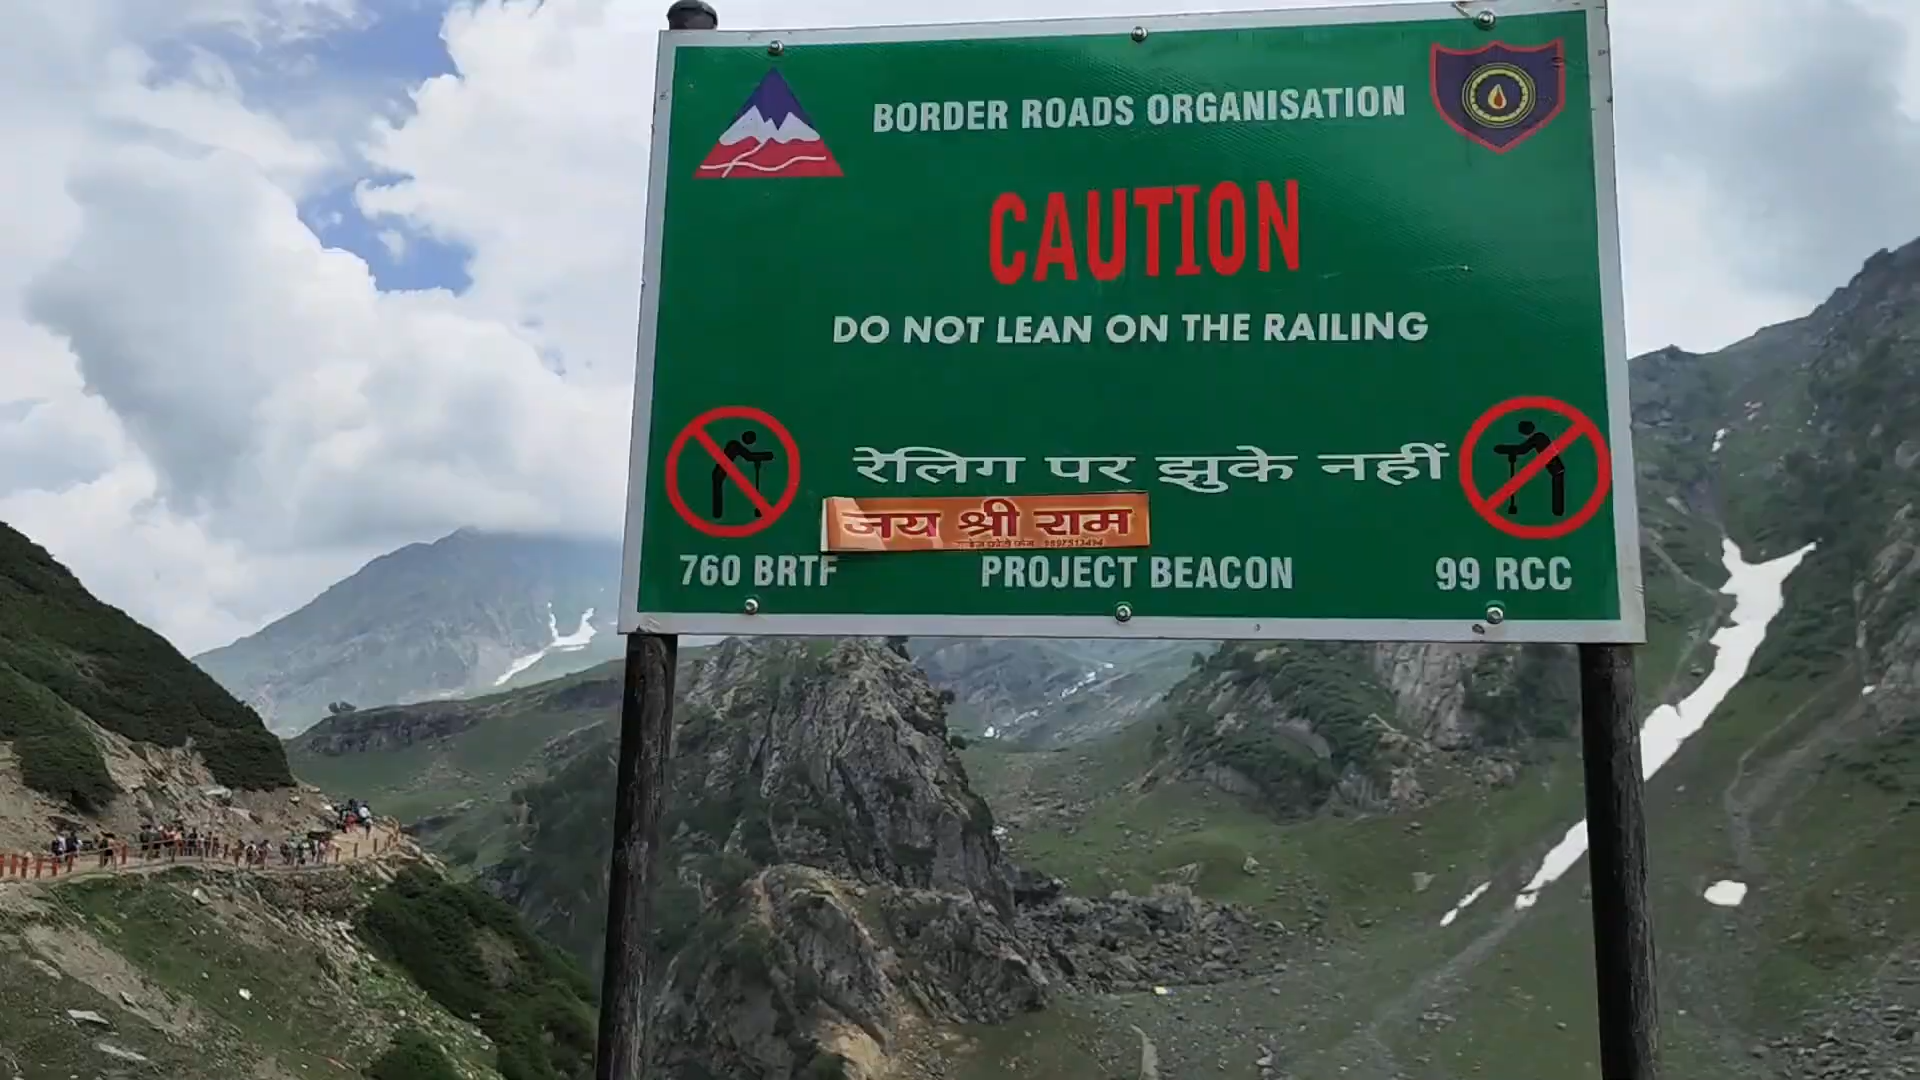 BORDER ROADS ORGANISATION
CAUTION
DO NOT LEAN ON THE RAILING
रेलिग पर झुके नहीं
जय श्री राम
760 BRTF PROJECT BEACON 99 RCC